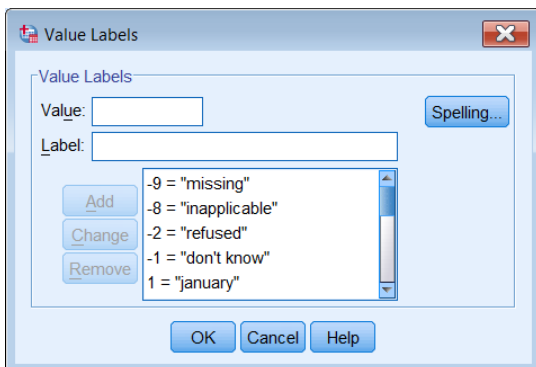 Value Labels
Value Labels
Value:
Spelling...
Label:
Add
Change
Remove
-9 = "missing"
-8 = "inapplicable"
-2 = "refused"
-1 = "don't know"
1 = "january"
OK Cancel Help